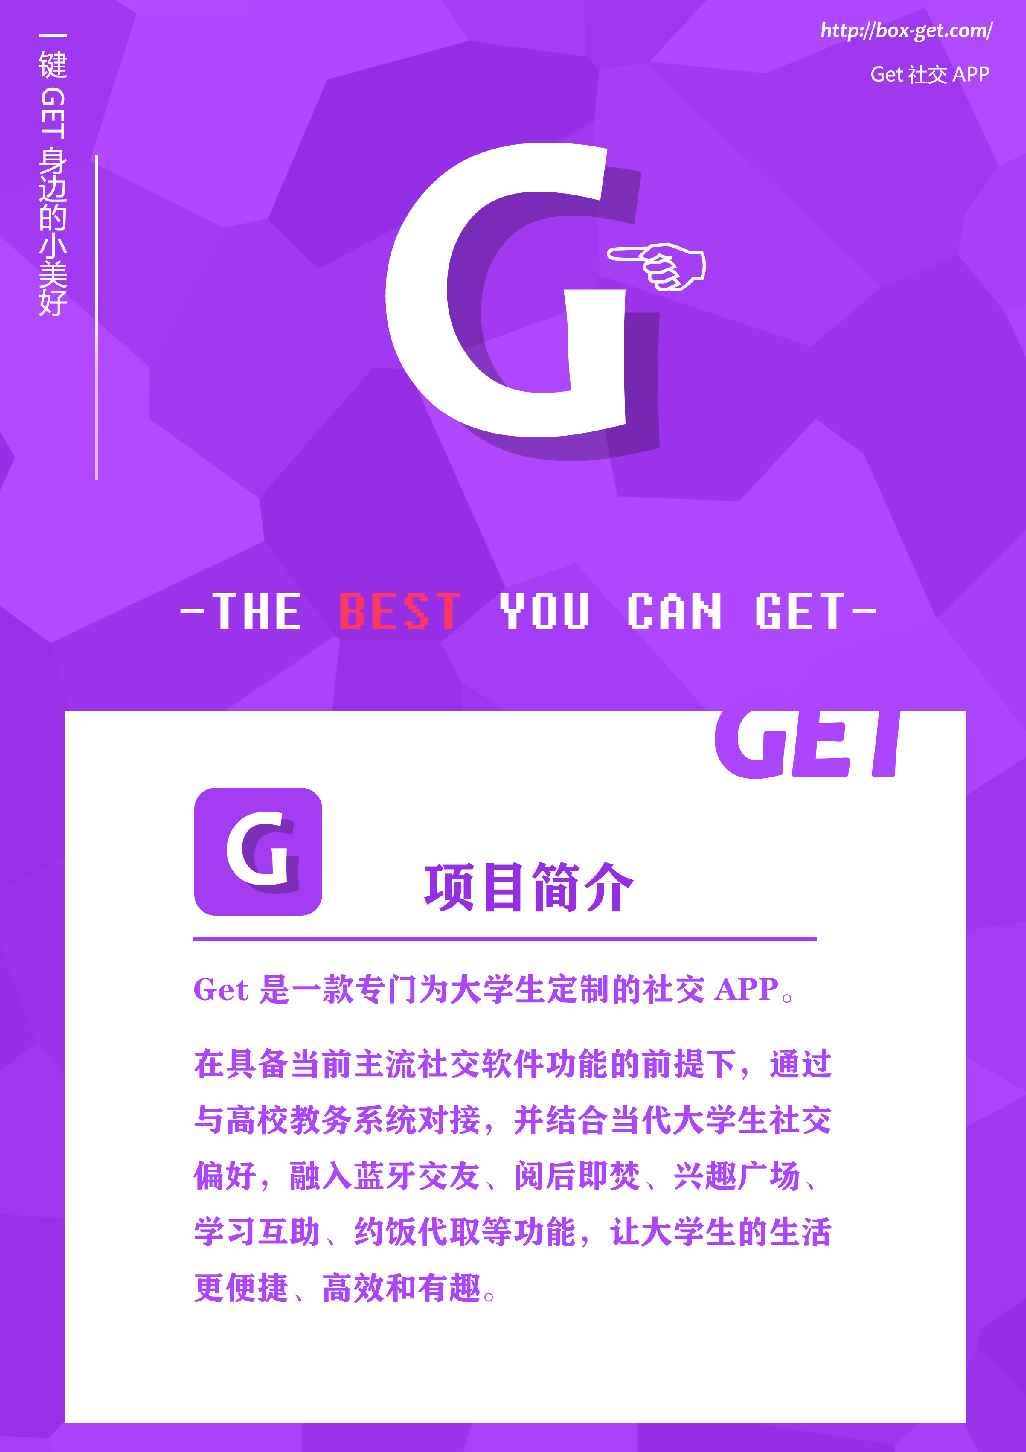 一键 GET 身边的小美好
http://box-get.com/
Get 社交 APP
G
-THE BEST YOU CAN GET-
GET
G
项目简介
Get 是一款专门为大学生定制的社交 APP。
在具备当前主流社交软件功能的前提下，通过
与高校教务系统对接，并结合当代大学生社交
偏好，融入蓝牙交友、阅后即焚、兴趣广场、
学习互助、约饭代取等功能，让大学生的生活
更便捷、高效和有趣。